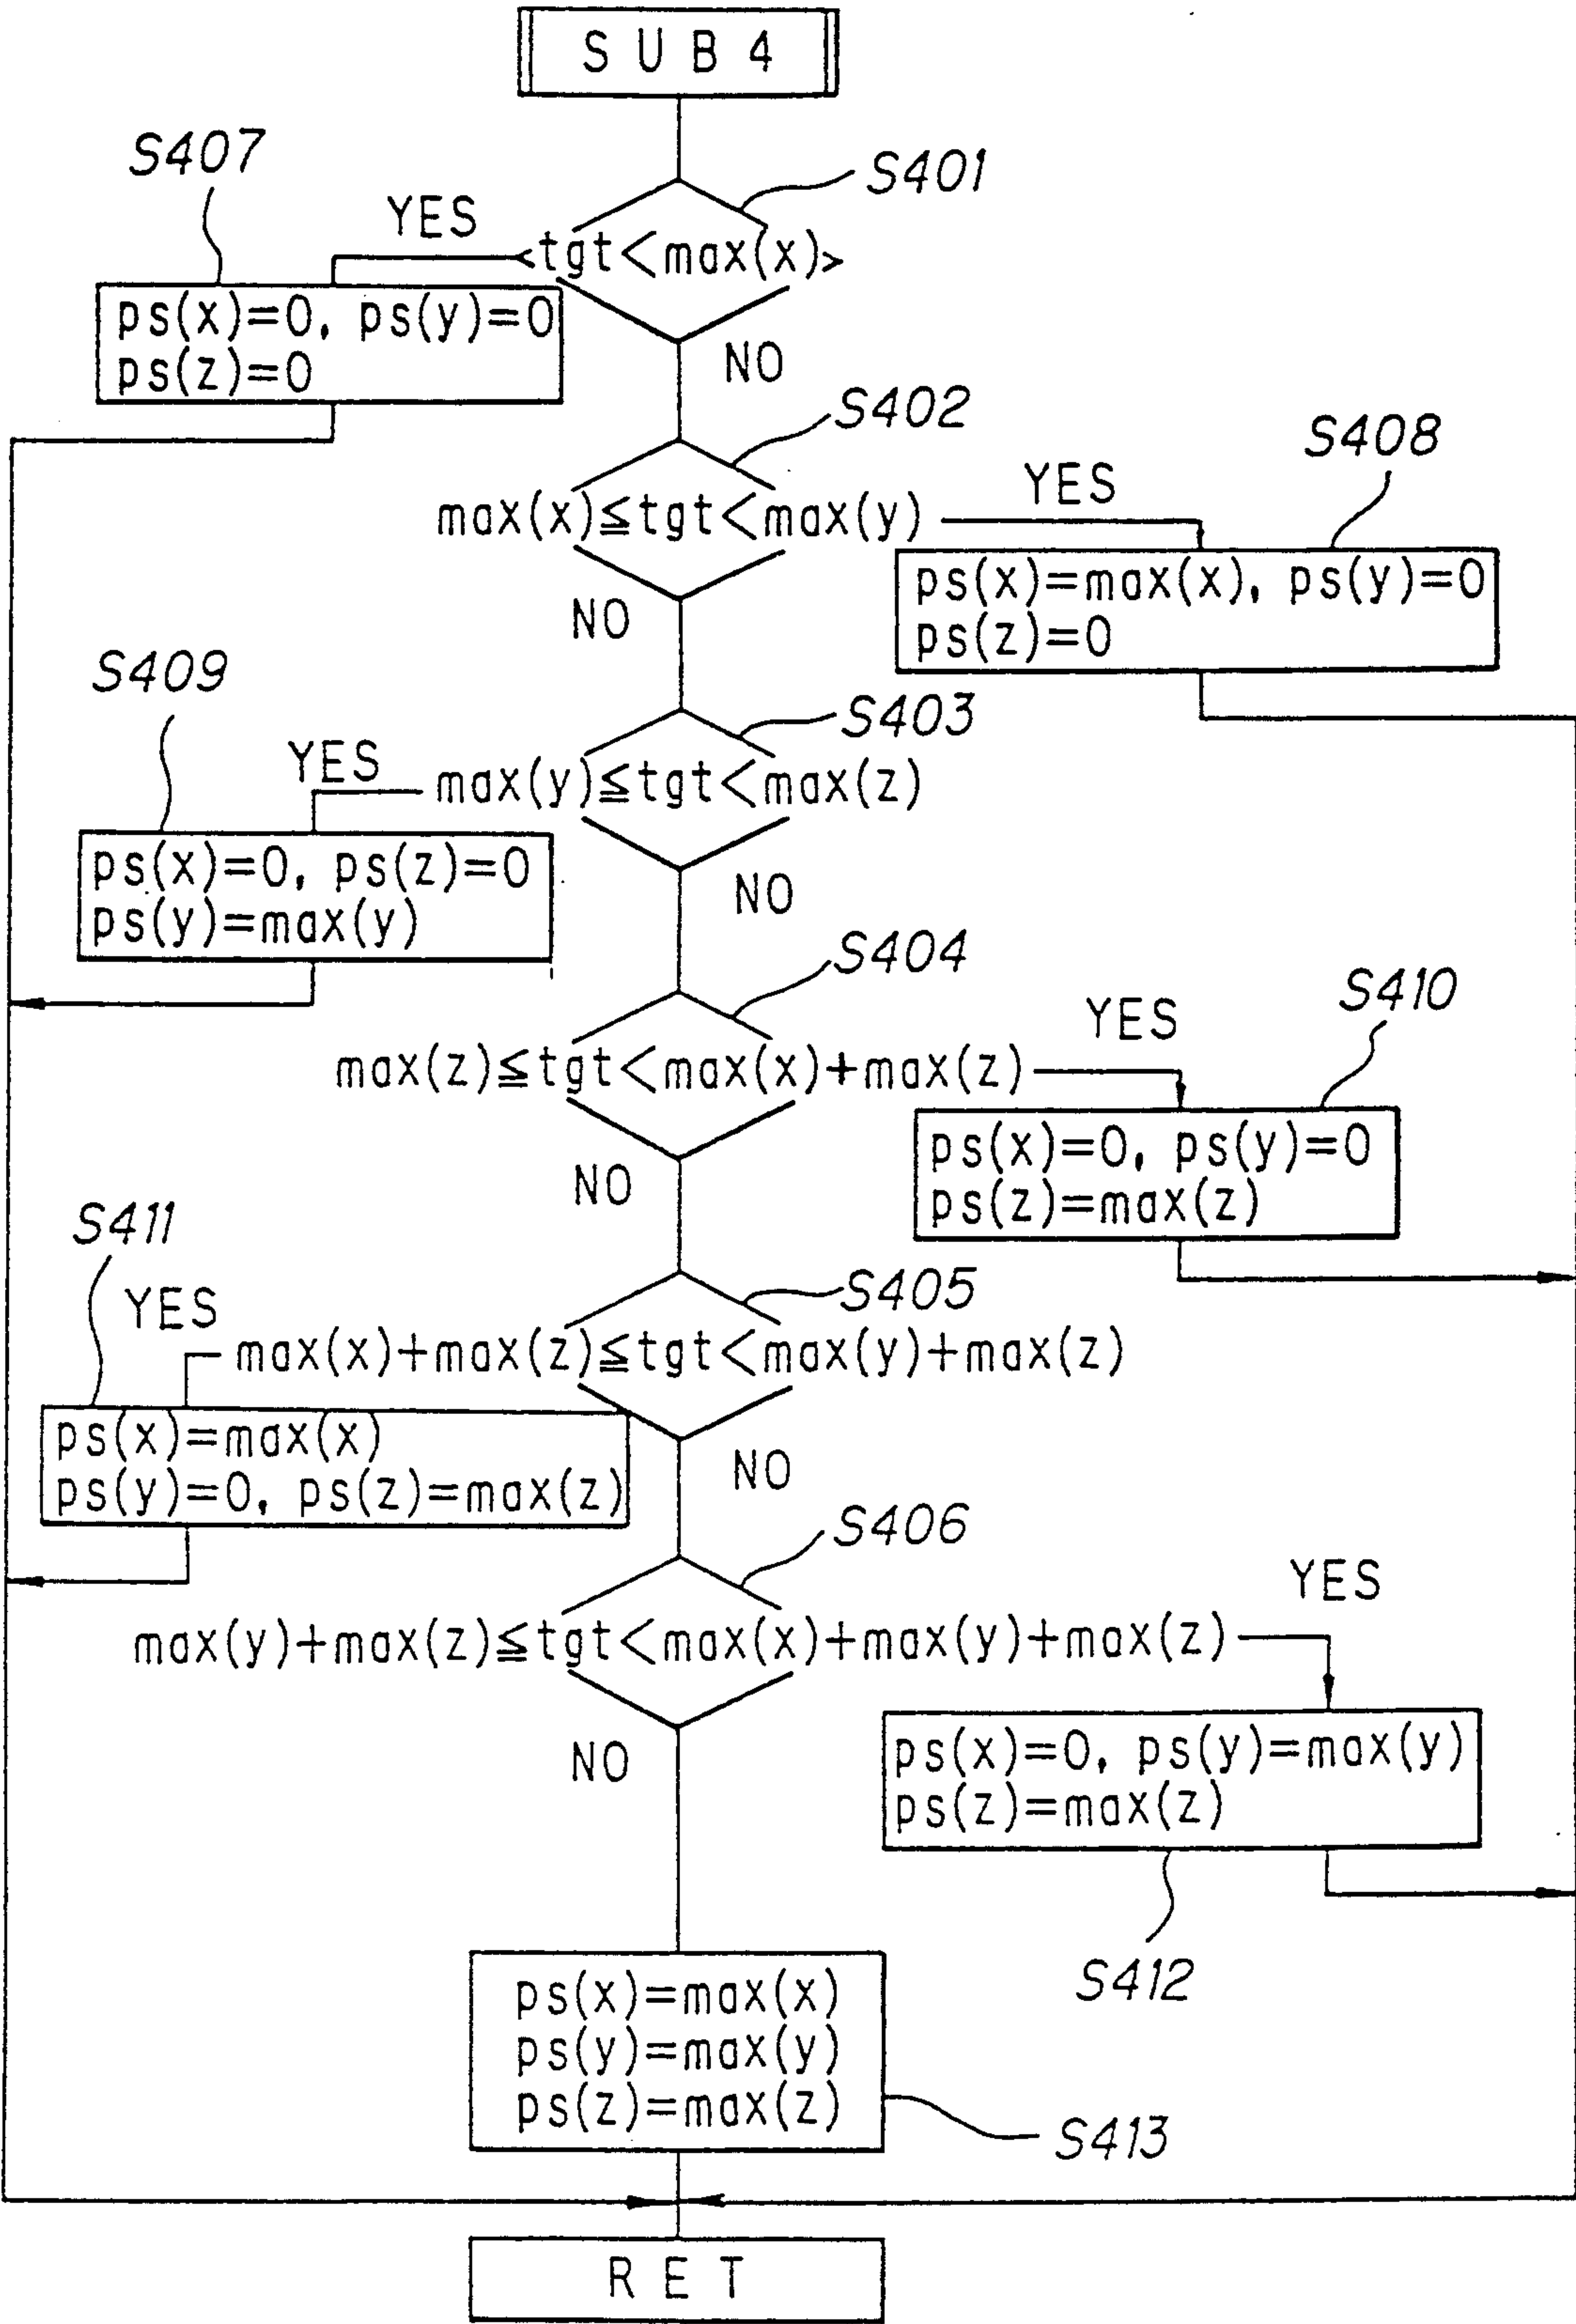 SUB4
S407
S401
YES
tgt<max(x)
ps(x)=0, ps(y)=0
ps(z)=0
NO
S402
S408
YES
max(x)≦tgt<max(y)
ps(x)=max(x), ps(y)=0
ps(z)=0
NO
S409
S403
YES
max(y)≦tgt<max(z)
ps(x)=0, ps(z)=0
ps(y)=max(y)
NO
S404
S410
YES
max(z)≦tgt<max(x)+max(z)
ps(x)=0, ps(y)=0
ps(z)=max(z)
NO
S411
S405
YES
max(x)+max(z)≦tgt<max(y)+max(z)
ps(x)=max(x)
ps(y)=0, ps(z)=max(z)
NO
S406
YES
max(y)+max(z)≦tgt<max(x)+max(y)+max(z)
ps(x)=0, ps(y)=max(y)
ps(z)=max(z)
NO
S412
ps(x)=max(x)
ps(y)=max(y)
ps(z)=max(z)
S413
RET